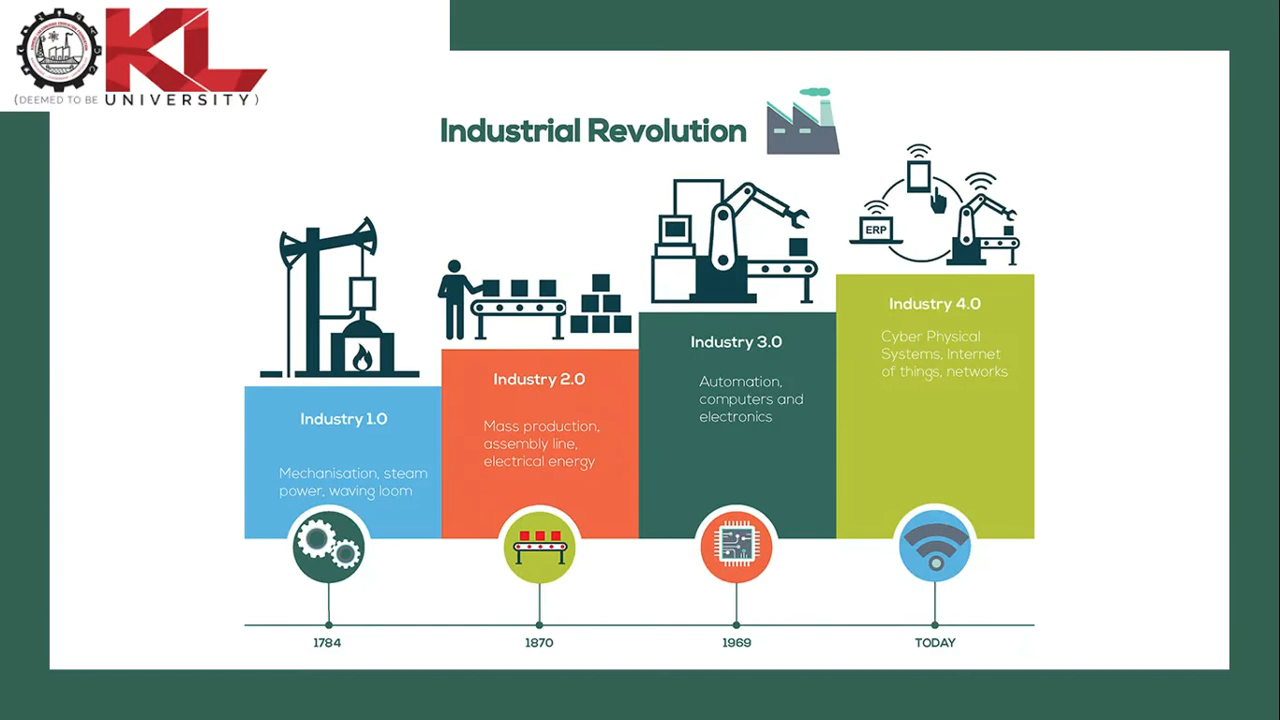 KL
(DEEMED TO BE UNIVERSITY)
Industrial Revolution
ERP
Industry 1.0
Mechanisation, steam
power, waving loom
Industry 2.0
Mass production,
assembly line,
electrical energy
Industry 3.0
Automation,
computers and
electronics
Industry 4.0
Cyber Physical
Systems, Internet
of things, networks
1784
1870
1969
TODAY